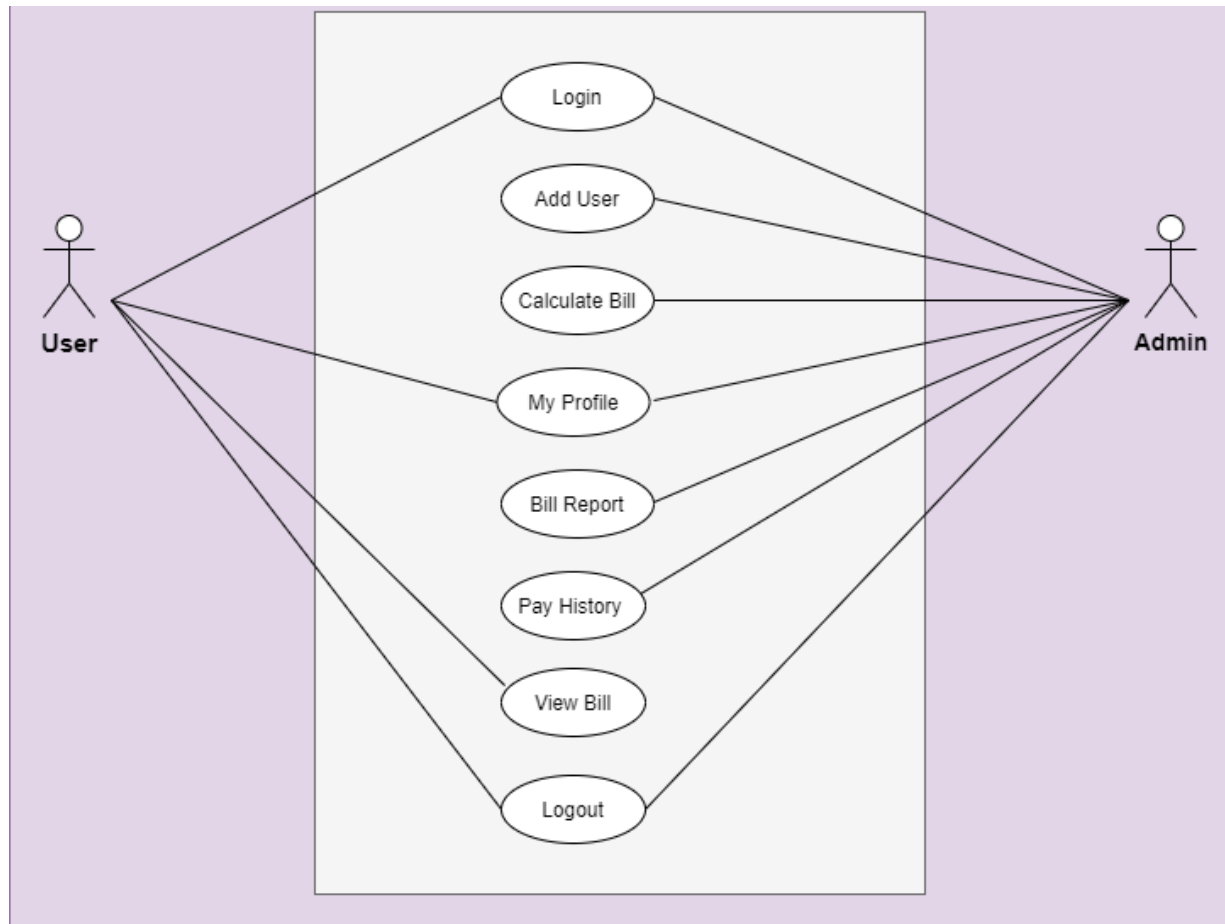 Login
Add User
Calculate Bill
User
Admin
My Profile
Bill Report
Pay History
View Bill
Logout